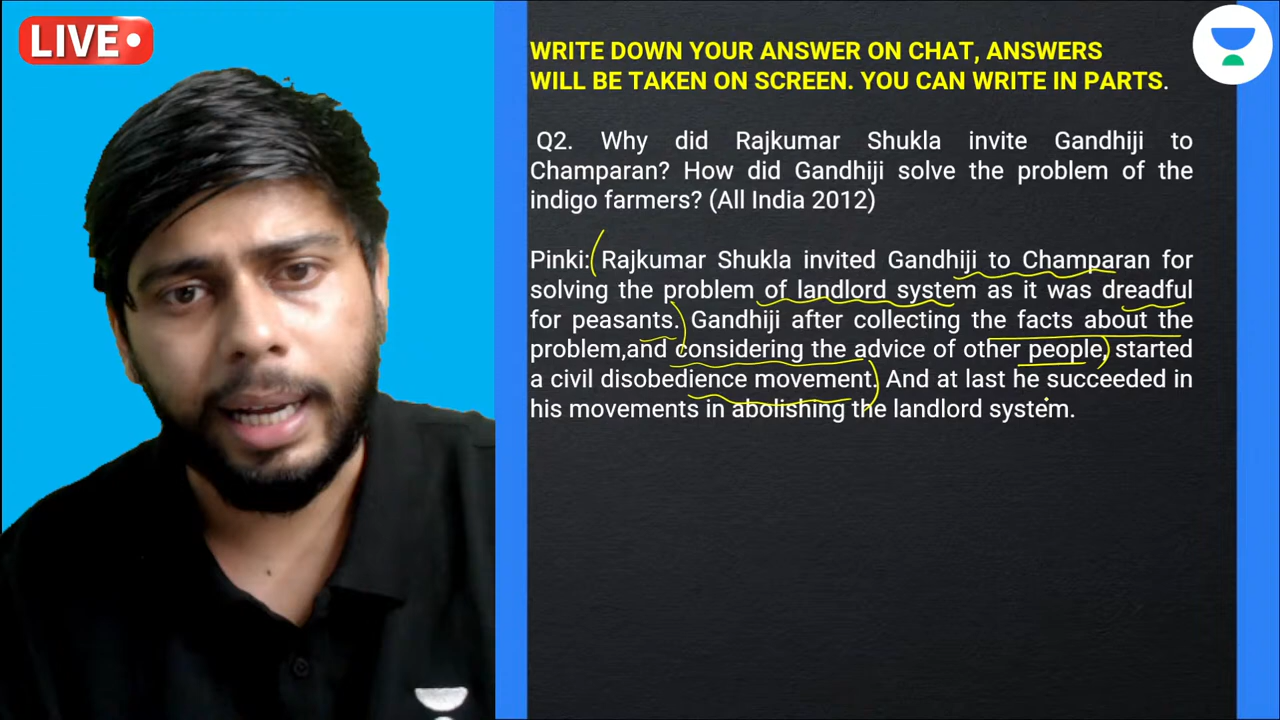 LIVE
WRITE DOWN YOUR ANSWER ON CHAT, ANSWERS
WILL BE TAKEN ON SCREEN. YOU CAN WRITE IN PARTS.
Q2. Why did Rajkumar Shukla invite Gandhiji to
Champaran? How did Gandhiji solve the problem of the
indigo farmers? (All India 2012)
Pinki: Rajkumar Shukla invited Gandhiji to Champaran for
solving the problem of landlord system as it was dreadful
for peasants. Gandhiji after collecting the facts about the
problem,and considering the advice of other people, started
a civil disobedience movement. And at last he succeeded in
his movements in abolishing the landlord system.